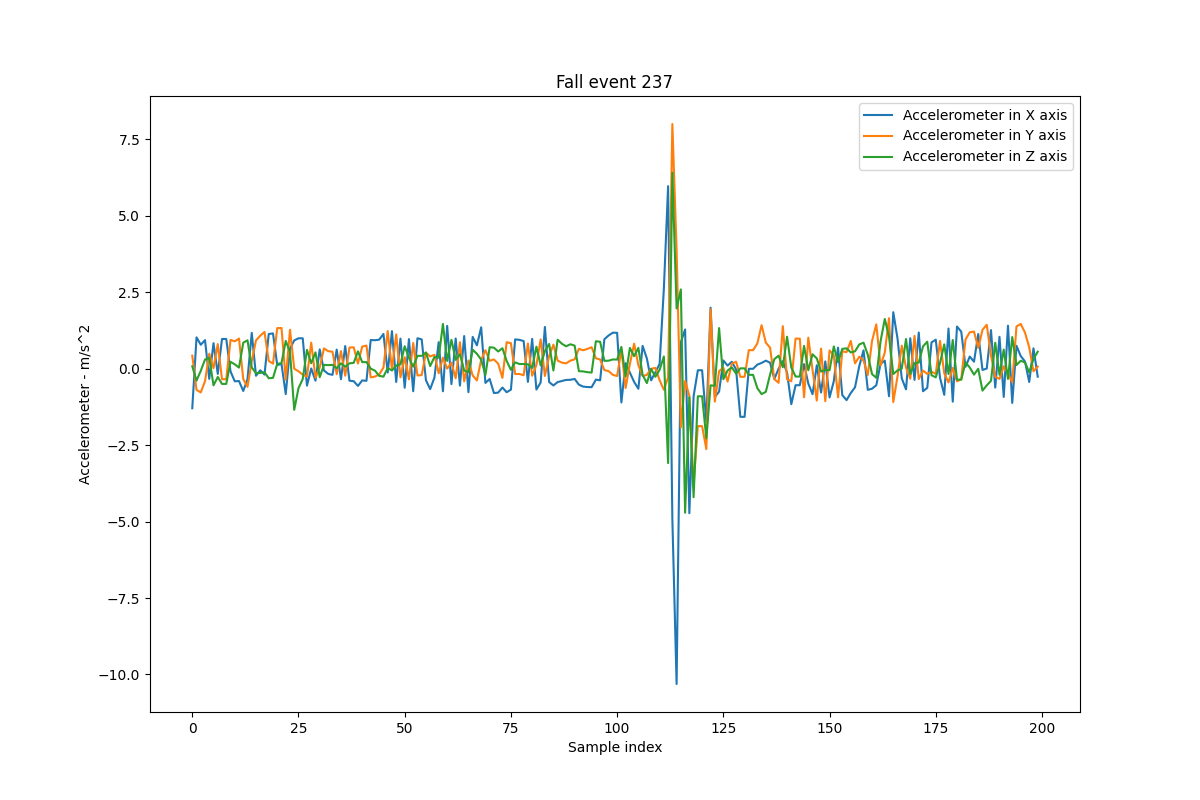 Fall event 237
Accelerometer in X axis
Accelerometer in Y axis
Accelerometer in Z axis
Accelerometer - m/s^2
7.5
5.0
2.5
0.0
−2.5
−5.0
−7.5
−10.0
0 25 50 75 100 125 150 175 200
Sample index